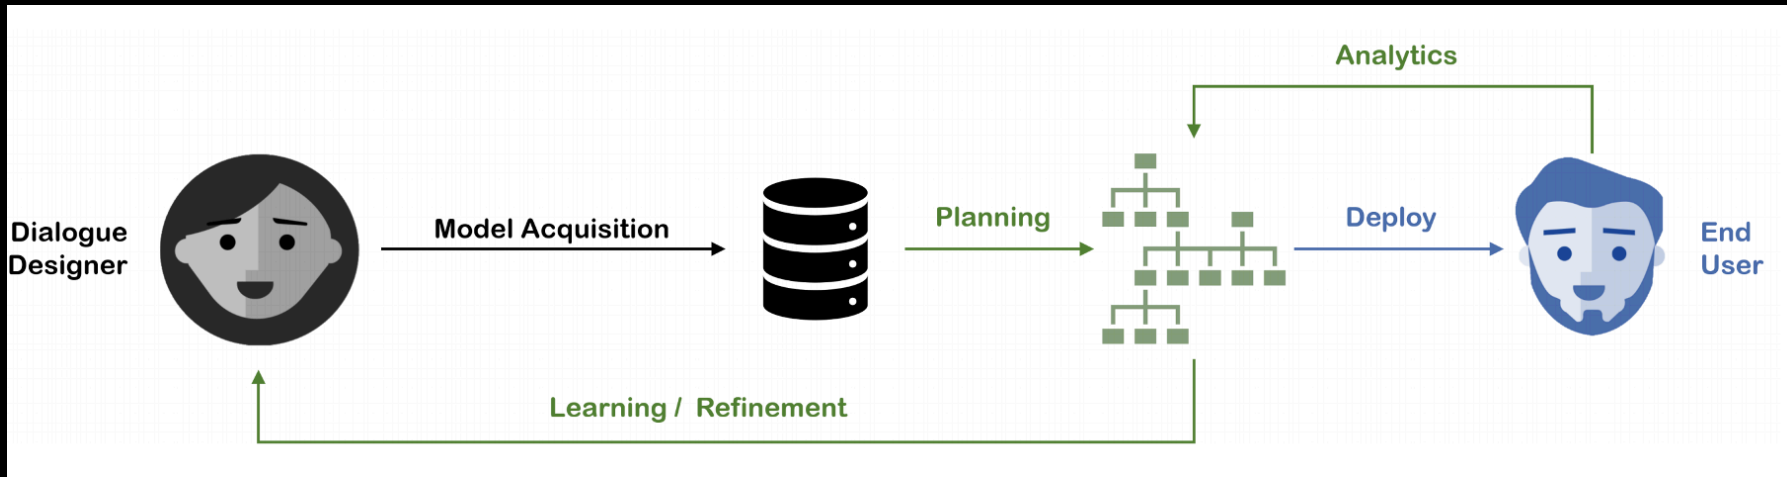 Analytics
Dialogue
Designer
Model Acquisition
Planning
Deploy
End
User
Learning / Refinement